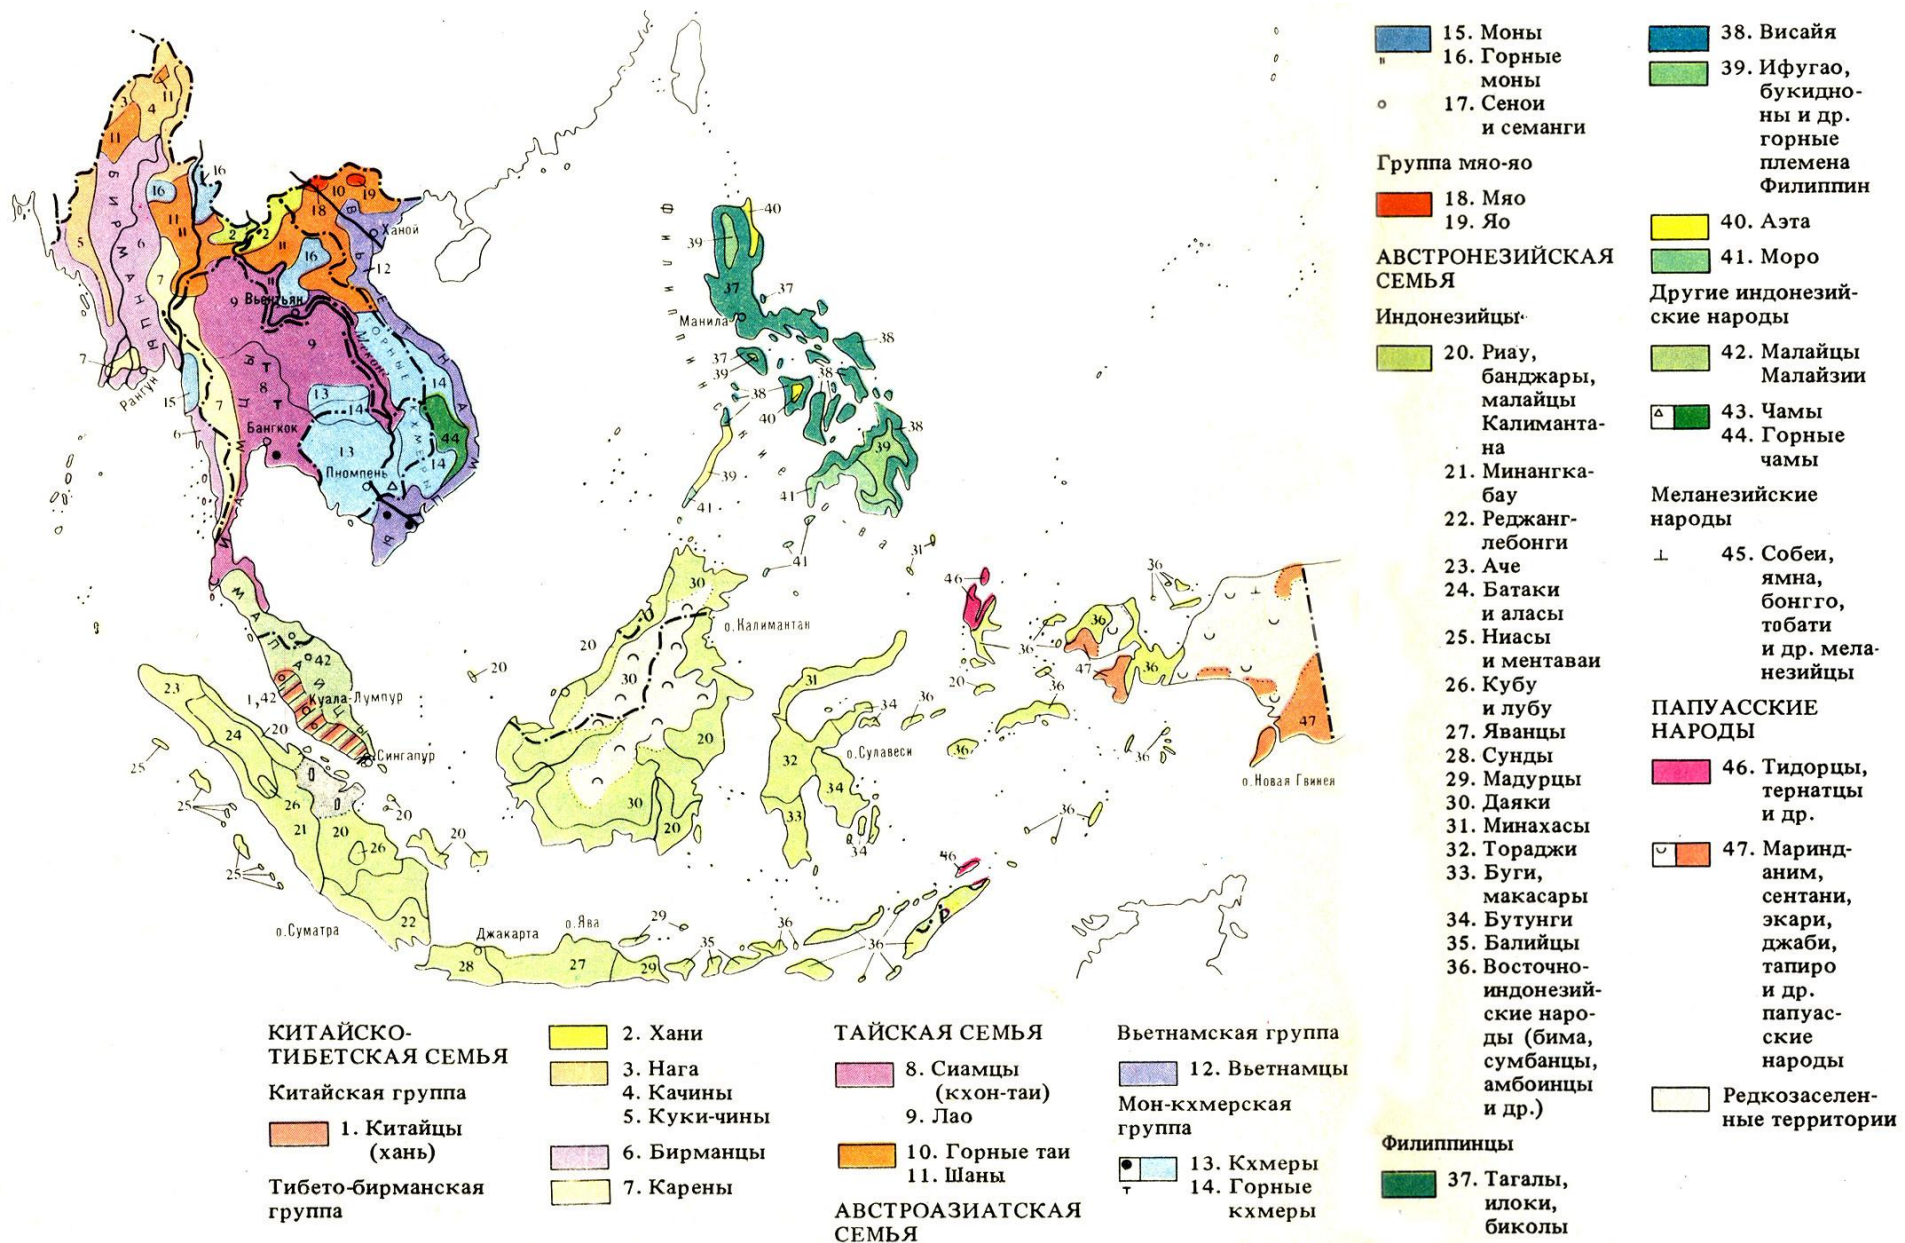 БИРМАНЦЫ
ВЬЕТНАМЦЫ
ГОРНЫЕ КХМЕРЫ
СИАМЦЫ
МАЛАЙЦЫ
Филиппинские о-ва
Ханой
Вьентьян
Меконг
Рангун
Бангкок
Пномпень
Манила
Куала-Лумпур
Сингапур
о.Калимантан
о.Сулавеси
о.Новая Гвинея
о.Суматра
Джакарта
о.Ява
КИТАЙСКО-
ТИБЕТСКАЯ СЕМЬЯ
Китайская группа
1. Китайцы
(хань)
Тибето-бирманская
группа
2. Хани
3. Нага
4. Качины
5. Куки-чины
6. Бирманцы
7. Карены
ТАЙСКАЯ СЕМЬЯ
8. Сиамцы
(кхон-таи)
9. Лао
10. Горные таи
11. Шаны
АВСТРОАЗИАТСКАЯ
СЕМЬЯ
Вьетнамская группа
12. Вьетнамцы
Мон-кхмерская
группа
13. Кхмеры
14. Горные
кхмеры
15. Моны
16. Горные
моны
17. Сенои
и семанги
Группа мяо-яо
18. Мяо
19. Яо
АВСТРОНЕЗИЙСКАЯ
СЕМЬЯ
Индонезийцы
20. Риау,
банджары,
малайцы
Калиманта-
на
21. Минангка-
бау
22. Реджанг-
лебонги
23. Аче
24. Батаки
и аласы
25. Ниасы
и ментаваи
26. Кубу
и лубу
27. Яванцы
28. Сунды
29. Мадурцы
30. Даяки
31. Минахасы
32. Тораджи
33. Буги,
макасары
34. Бутунги
35. Балийцы
36. Восточно-
индонезий-
ские наро-
ды (бима,
сумбанцы,
амбоинцы
и др.)
Филиппинцы
37. Тагалы,
илоки,
биколы
38. Висайя
39. Ифугао,
букидно-
ны и др.
горные
племена
Филиппин
40. Аэта
41. Моро
Другие индонезий-
ские народы
42. Малайцы
Малайзии
43. Чамы
44. Горные
чамы
Меланезийские
народы
45. Собеи,
ямна,
бонгго,
тобати
и др. мела-
незийцы
ПАПУАССКИЕ
НАРОДЫ
46. Тидорцы,
тернатцы
и др.
47. Маринд-
аним,
сентани,
экари,
джаби,
тапиро
и др.
папуас-
ские
народы
Редкозаселен-
ные территории